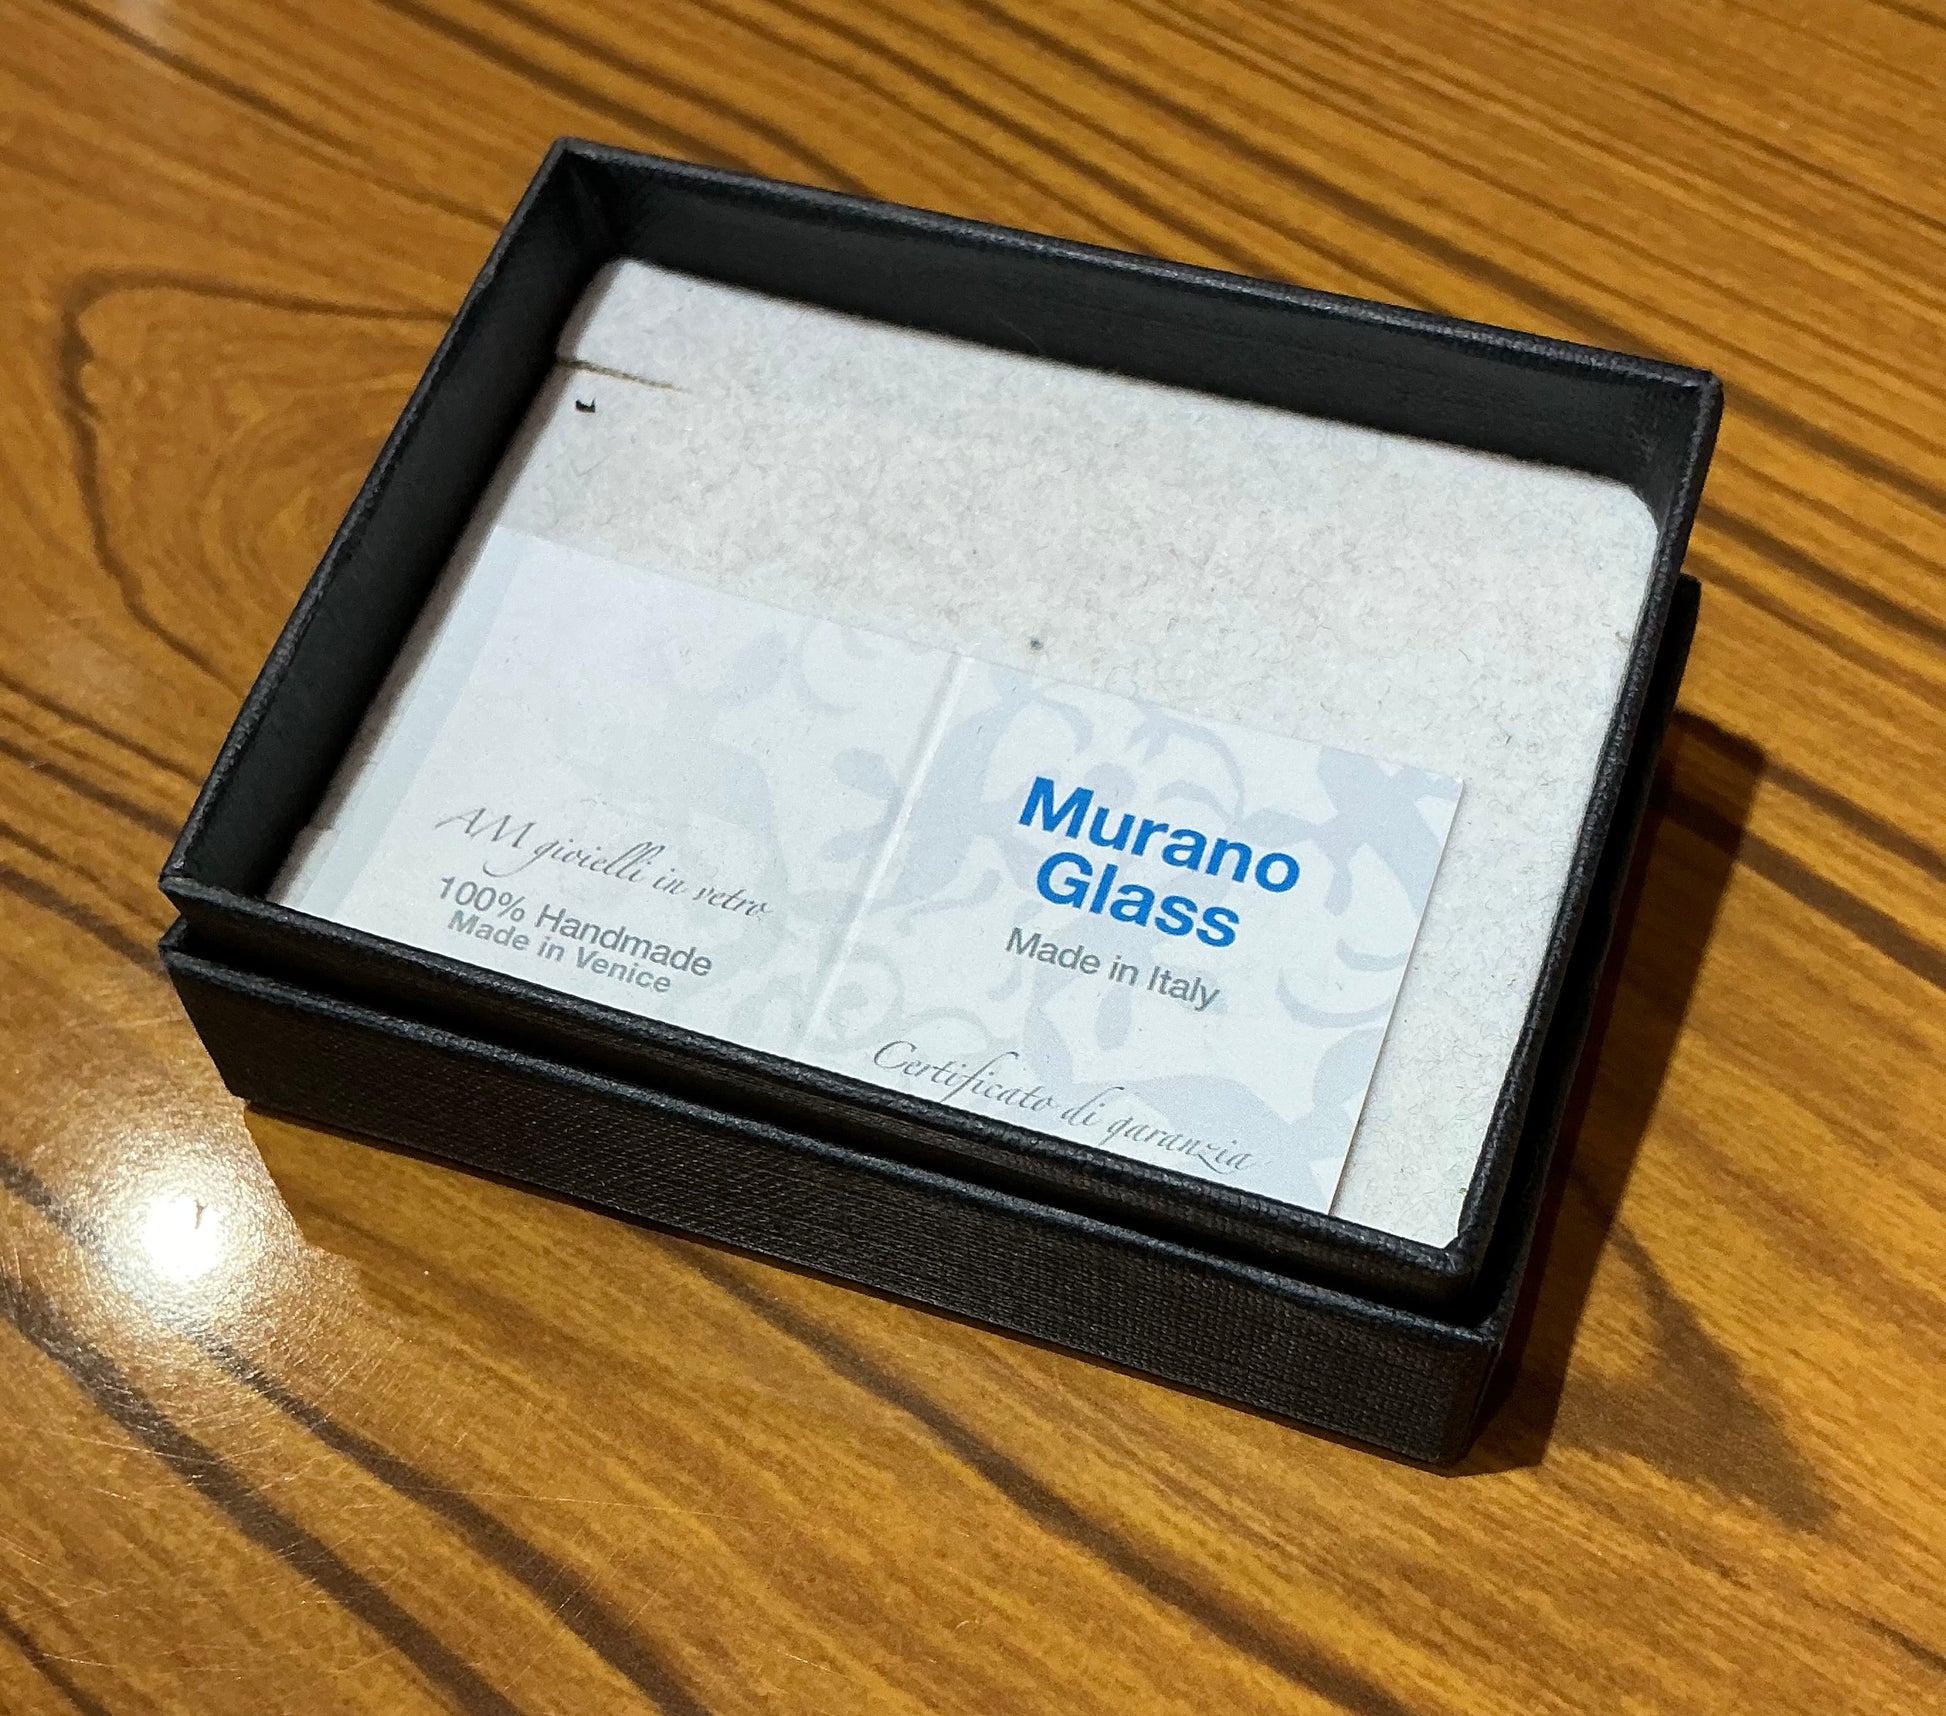 AM gioielli in vetro
100% Handmade
Made in Venice
Murano
Glass
Made in Italy
Certificato di garanzia